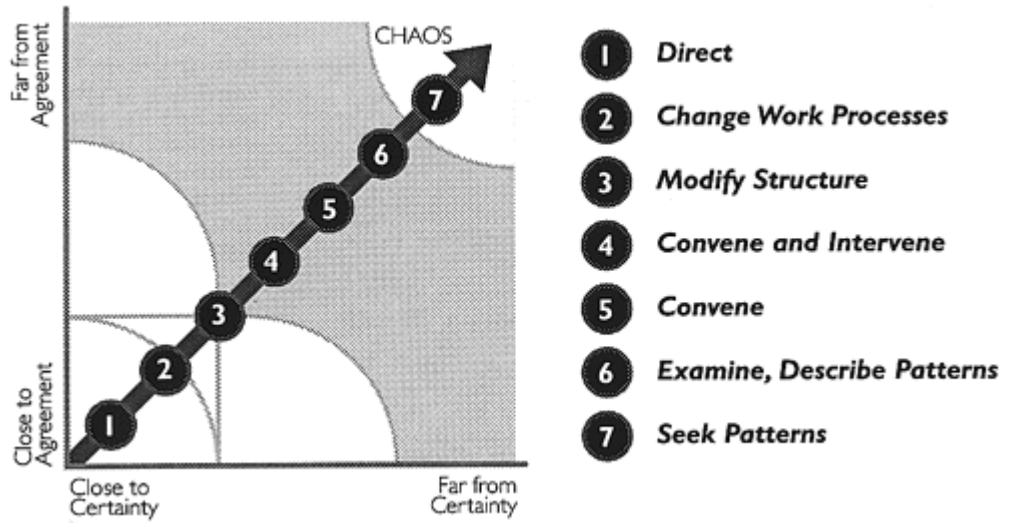 Far from
Agreement
CHAOS
7
6
5
4
3
2
1
Close to
Agreement
Close to
Certainty
Far from
Certainty
1 Direct
2 Change Work Processes
3 Modify Structure
4 Convene and Intervene
5 Convene
6 Examine, Describe Patterns
7 Seek Patterns